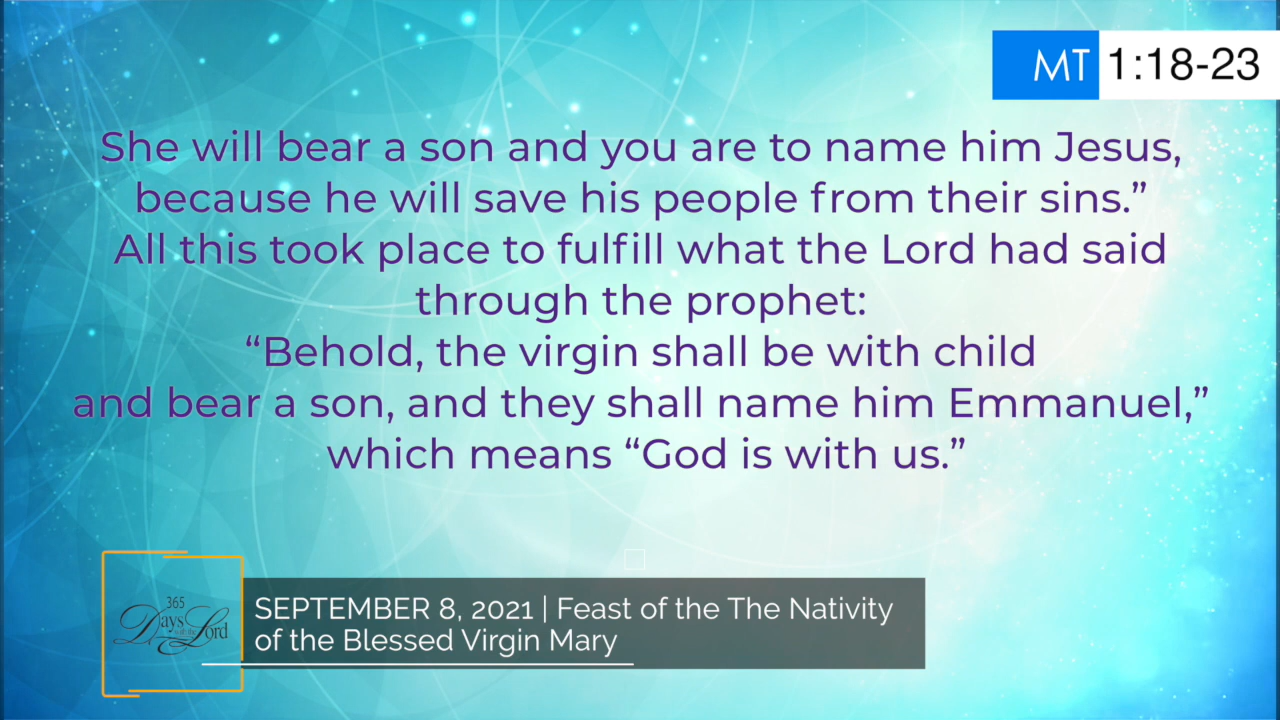 MT 1:18-23
She will bear a son and you are to name him Jesus,
because he will save his people from their sins.”
All this took place to fulfill what the Lord had said
through the prophet:
“Behold, the virgin shall be with child
and bear a son, and they shall name him Emmanuel,”
which means “God is with us.”
365
Days with the Lord
SEPTEMBER 8, 2021 | Feast of the The Nativity
of the Blessed Virgin Mary